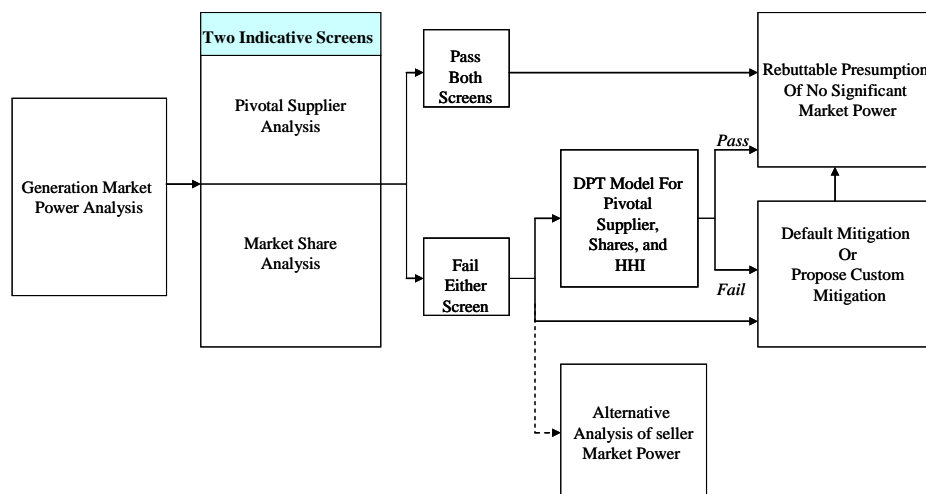 Two Indicative Screens
Generation Market
Power Analysis
Pivotal Supplier
Analysis
Market Share
Analysis
Pass
Both
Screens
Fail
Either
Screen
DPT Model For
Pivotal
Supplier,
Shares, and
HHI
Alternative
Analysis of seller
Market Power
Pass
Fail
Rebuttable Presumption
Of No Significant
Market Power
Default Mitigation
Or
Propose Custom
Mitigation